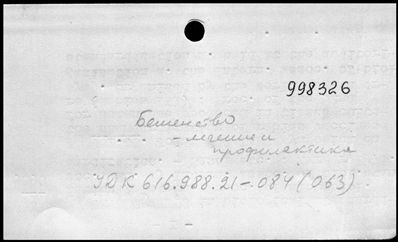 998326
Бешенство
- лечение и
профилактика
УДК 616.988.21-084(063)